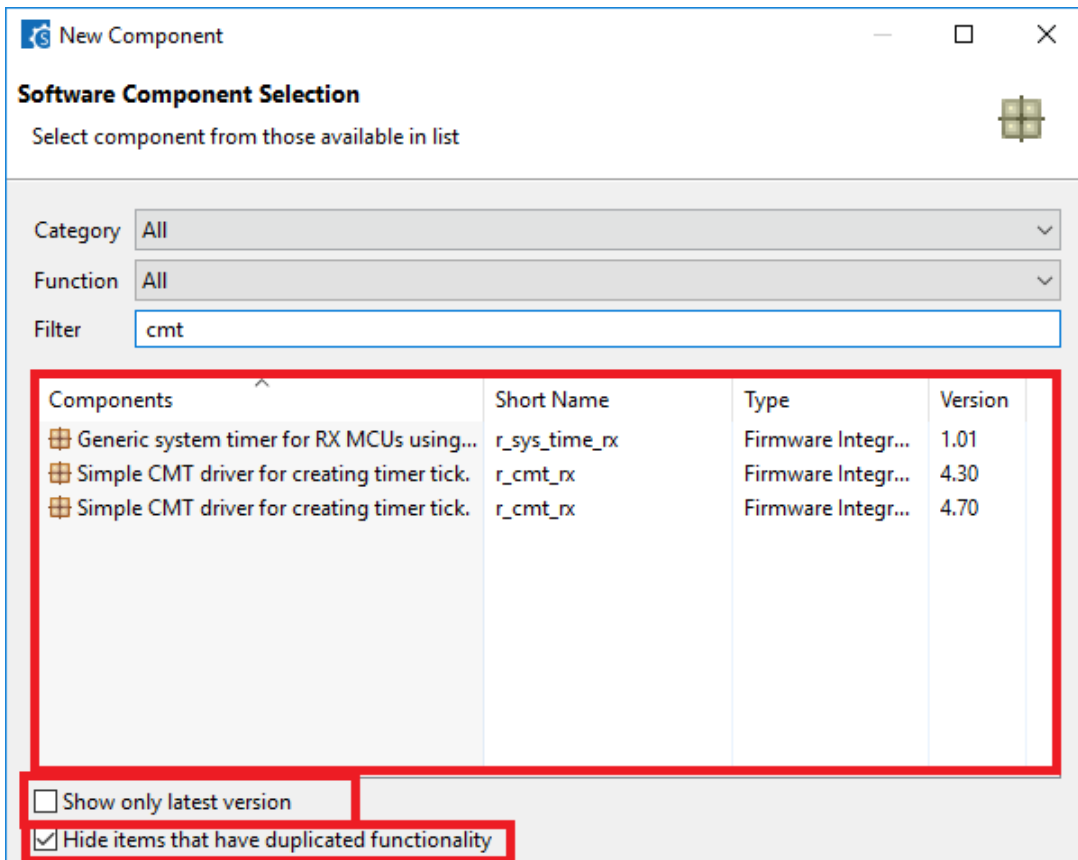 New Component
Software Component Selection
Select component from those available in list
Category All
Function All
Filter cmt
Components Short Name Type Version
Generic system timer for RX MCUs using... r_sys_time_rx Firmware Integr... 1.01
Simple CMT driver for creating timer tick. r_cmt_rx Firmware Integr... 4.30
Simple CMT driver for creating timer tick. r_cmt_rx Firmware Integr... 4.70
Show only latest version
Hide items that have duplicated functionality